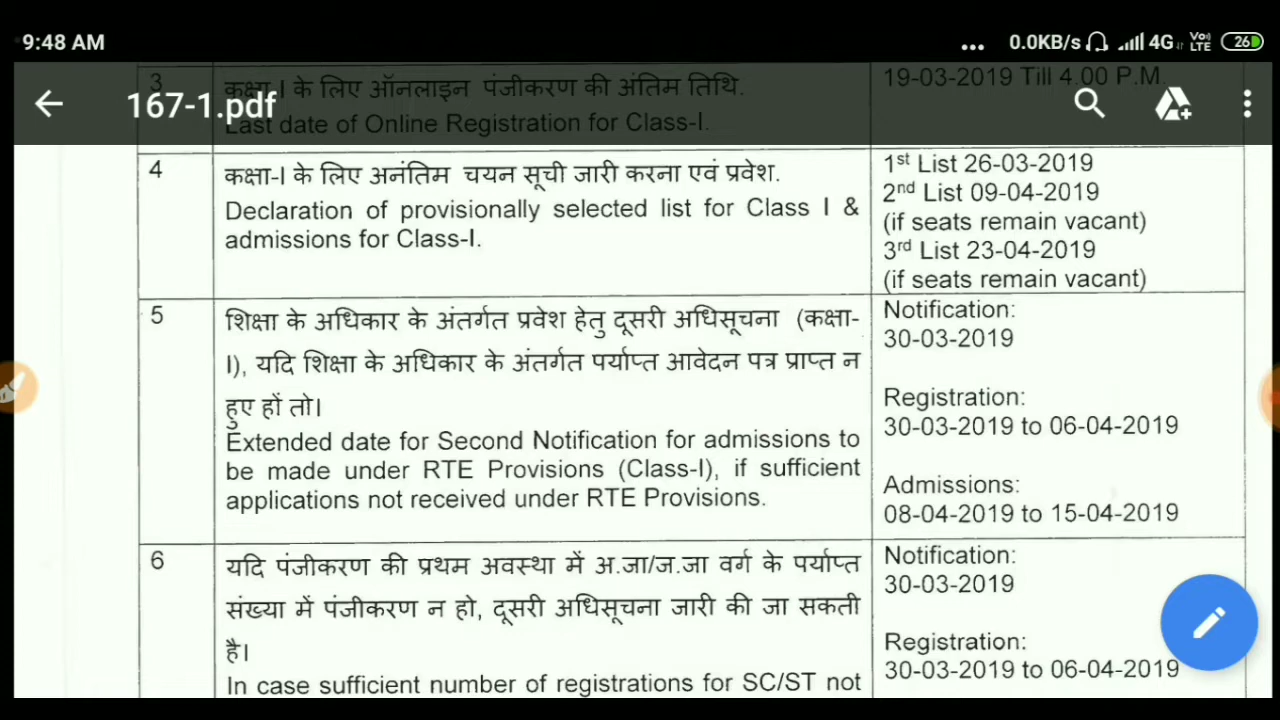 9:48 AM
... 0.0KB/s 4G Vo) LTE 26
167-1.pdf
3
कक्षा-I के लिए ऑनलाइन पंजीकरण की अंतिम तिथि.
Last date of Online Registration for Class-I.
19-03-2019 Till 4.00 P.M.
4
कक्षा-I के लिए अनंतिम चयन सूची जारी करना एवं प्रवेश.
Declaration of provisionally selected list for Class I &
admissions for Class-I.
1st List 26-03-2019
2nd List 09-04-2019
(if seats remain vacant)
3rd List 23-04-2019
(if seats remain vacant)
5
शिक्षा के अधिकार के अंतर्गत प्रवेश हेतु दूसरी अधिसूचना (कक्षा-
I), यदि शिक्षा के अधिकार के अंतर्गत पर्याप्त आवेदन पत्र प्राप्त न
हुए हों तो।
Extended date for Second Notification for admissions to
be made under RTE Provisions (Class-I), if sufficient
applications not received under RTE Provisions.
Notification:
30-03-2019
Registration:
30-03-2019 to 06-04-2019
Admissions:
08-04-2019 to 15-04-2019
6
यदि पंजीकरण की प्रथम अवस्था में अ.जा/ज.जा वर्ग के पर्याप्त
संख्या में पंजीकरण न हो, दूसरी अधिसूचना जारी की जा सकती
है।
In case sufficient number of registrations for SC/ST not
Notification:
30-03-2019
Registration:
30-03-2019 to 06-04-2019